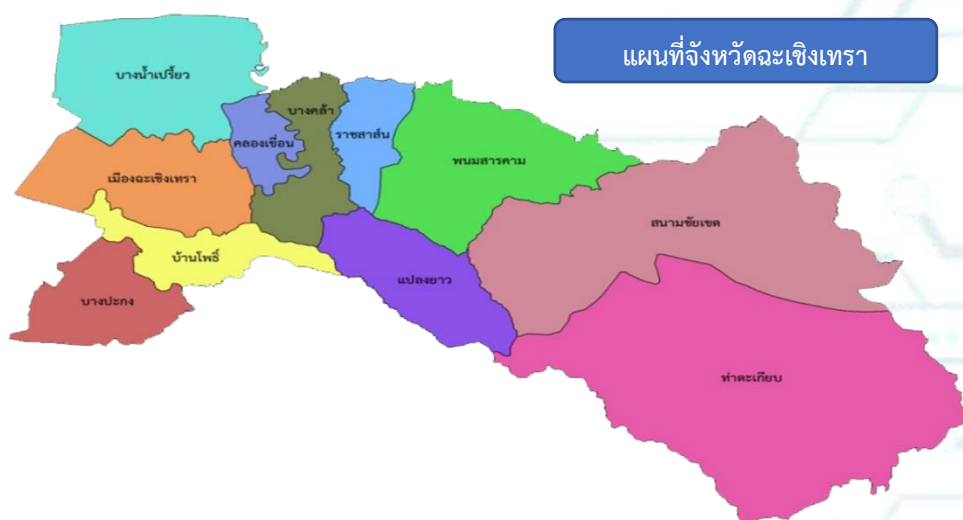 แผนที่จังหวัดฉะเชิงเทรา
บางน้ำเปรี้ยว
บางคล้า
คลองเขื่อน
ราชสาส์น
พนมสารคาม
เมืองฉะเชิงเทรา
สนามชัยเขต
บ้านโพธิ์
แปลงยาว
บางปะกง
ท่าตะเกียบ